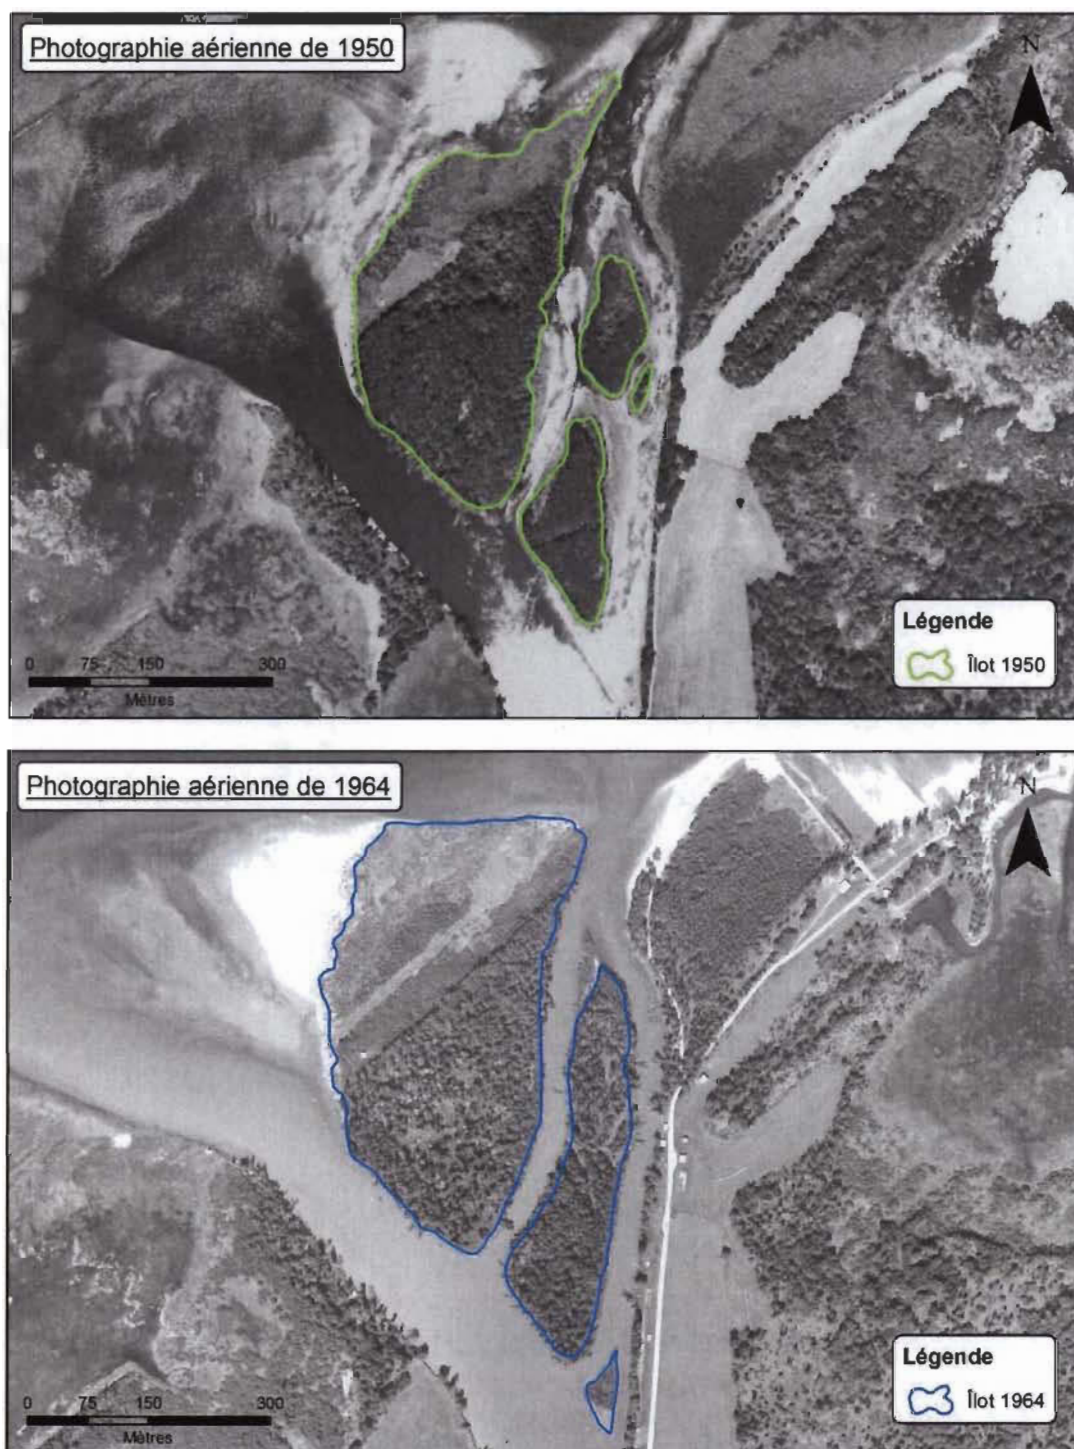 Photographie aérienne de 1950
N
Légende
Îlot 1950
0 75 150 300
Mètres
Photographie aérienne de 1964
N
Légende
Îlot 1964
0 75 150 300
Mètres